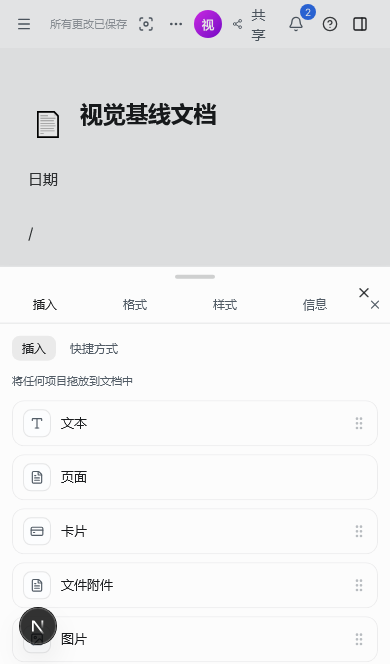 所有更改已保存
视
共享
2
视觉基线文档
日期
/
插入
格式
样式
信息
插入
快捷方式
将任何项目拖放到文档中
文本
页面
卡片
文件附件
N
图片